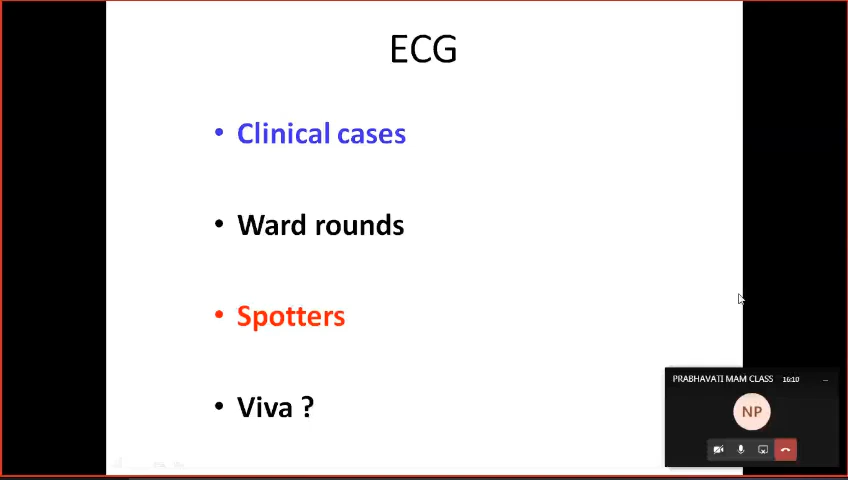 ECG
• Clinical cases
• Ward rounds
• Spotters
• Viva ?
PRABHAVATI MAM CLASS 16:10
NP